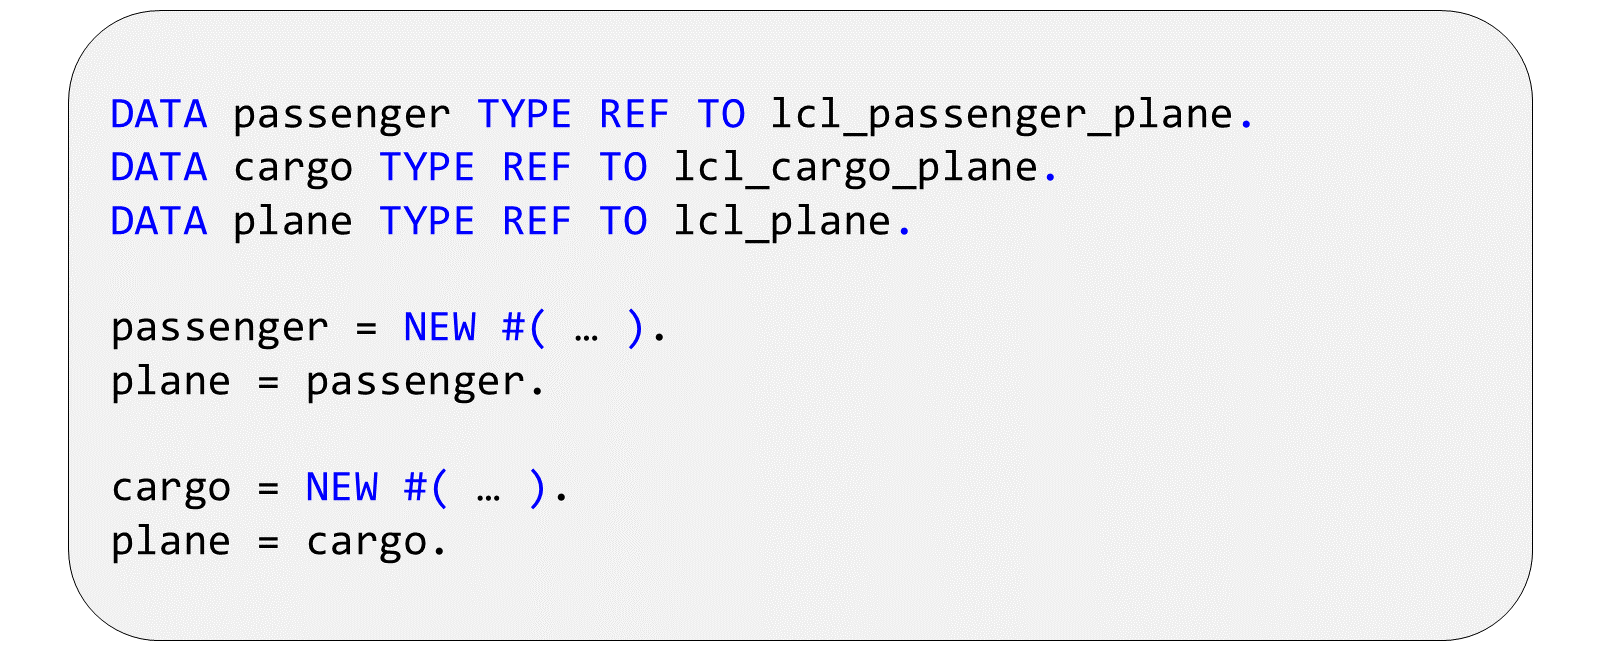 DATA passenger TYPE REF TO lcl_passenger_plane.
DATA cargo TYPE REF TO lcl_cargo_plane.
DATA plane TYPE REF TO lcl_plane.
passenger = NEW #( … ).
plane = passenger.
cargo = NEW #( … ).
plane = cargo.